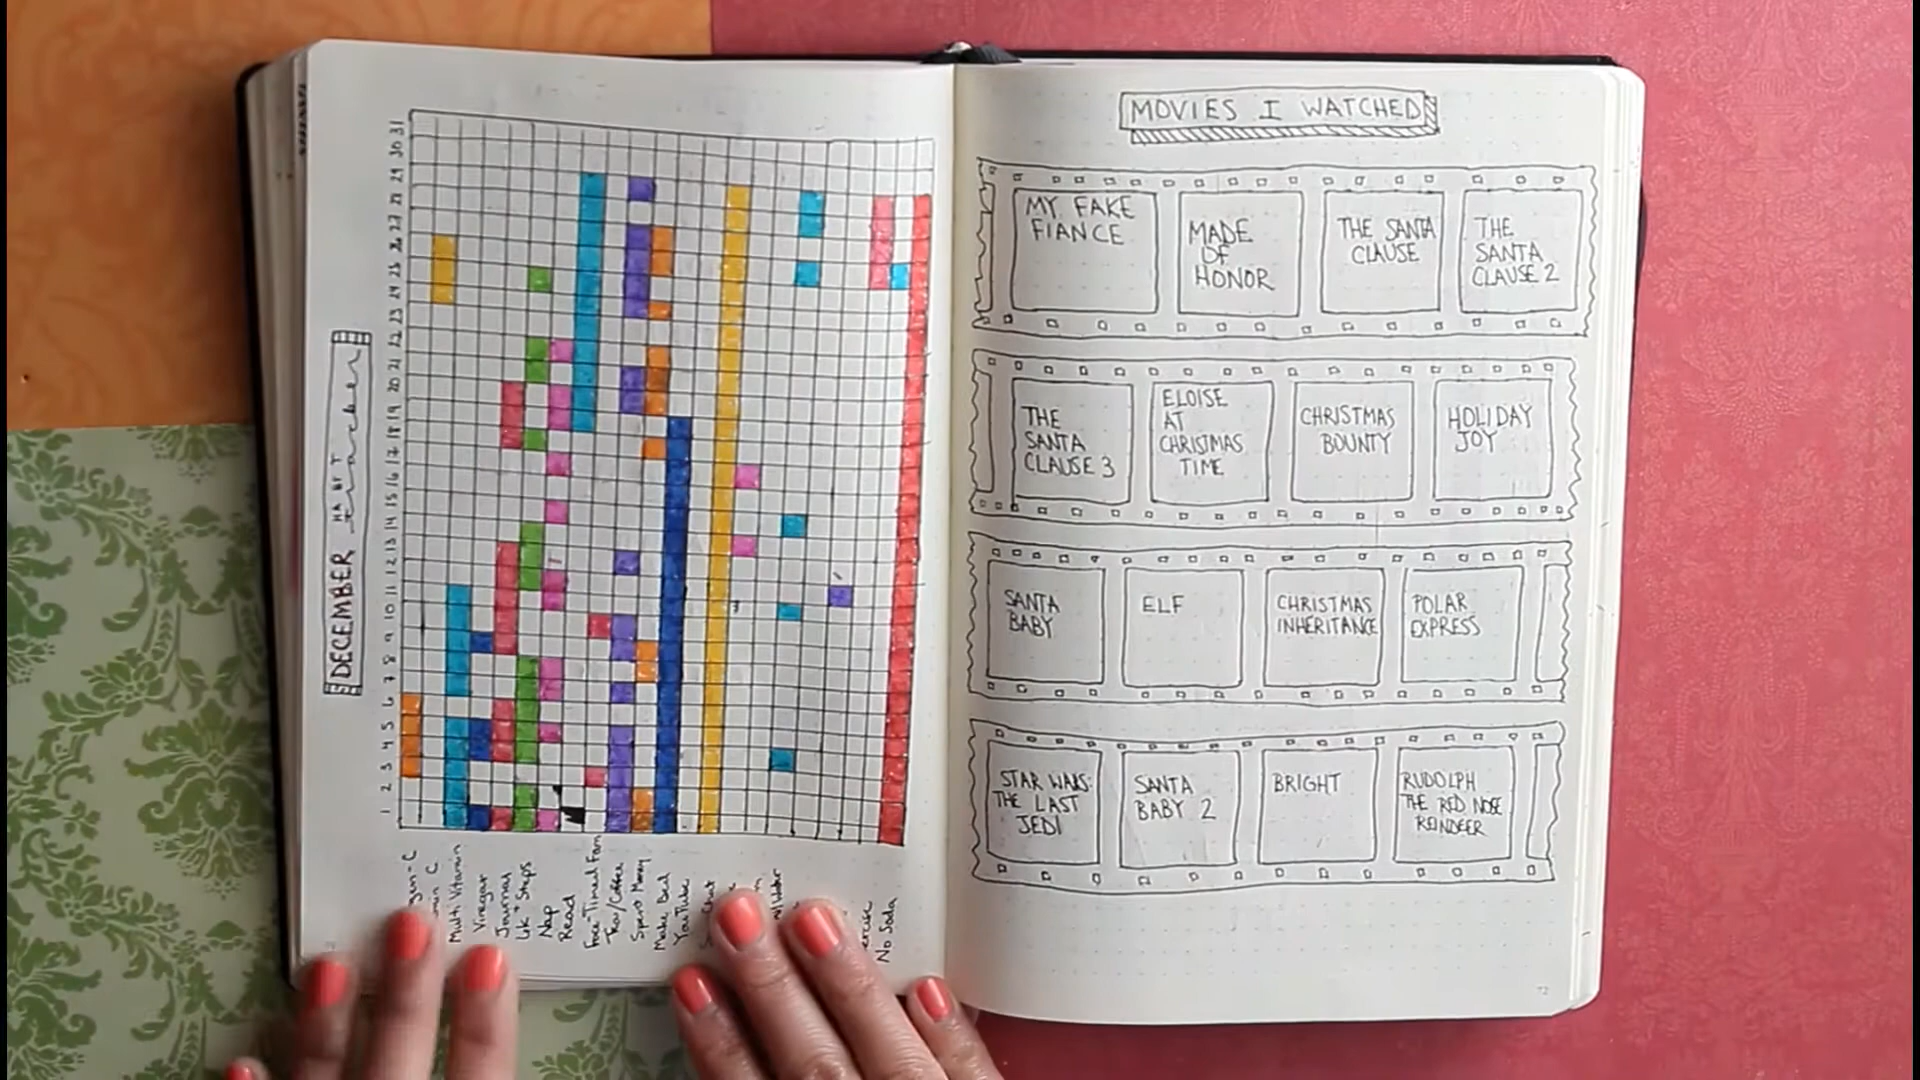 DECEMBER HABIT tracker
1 2 3 4 5 6 7 8 9 10 11 12 13 14 15 16 17 18 19 20 21 22 23 24 25 26 27 28 29 30 31
Multi Vitamin
Vinegar
Journal
6K+ Steps
Nap
Read
Face-Timed Fam
Tea/Coffee
Spent Money
Make Bed
YouTube
No Soda
MOVIES I WATCHED
MY FAKE
FIANCE
MADE
OF
HONOR
THE SANTA
CLAUSE
THE
SANTA
CLAUSE 2
THE
SANTA
CLAUSE 3
ELOISE
AT
CHRISTMAS
TIME
CHRISTMAS
BOUNTY
HOLIDAY
JOY
SANTA
BABY
ELF
CHRISTMAS
INHERITANCE
POLAR
EXPRESS
STAR WARS:
THE LAST
JEDI
SANTA
BABY 2
BRIGHT
RUDOLPH
THE RED NOSE
REINDEER
72